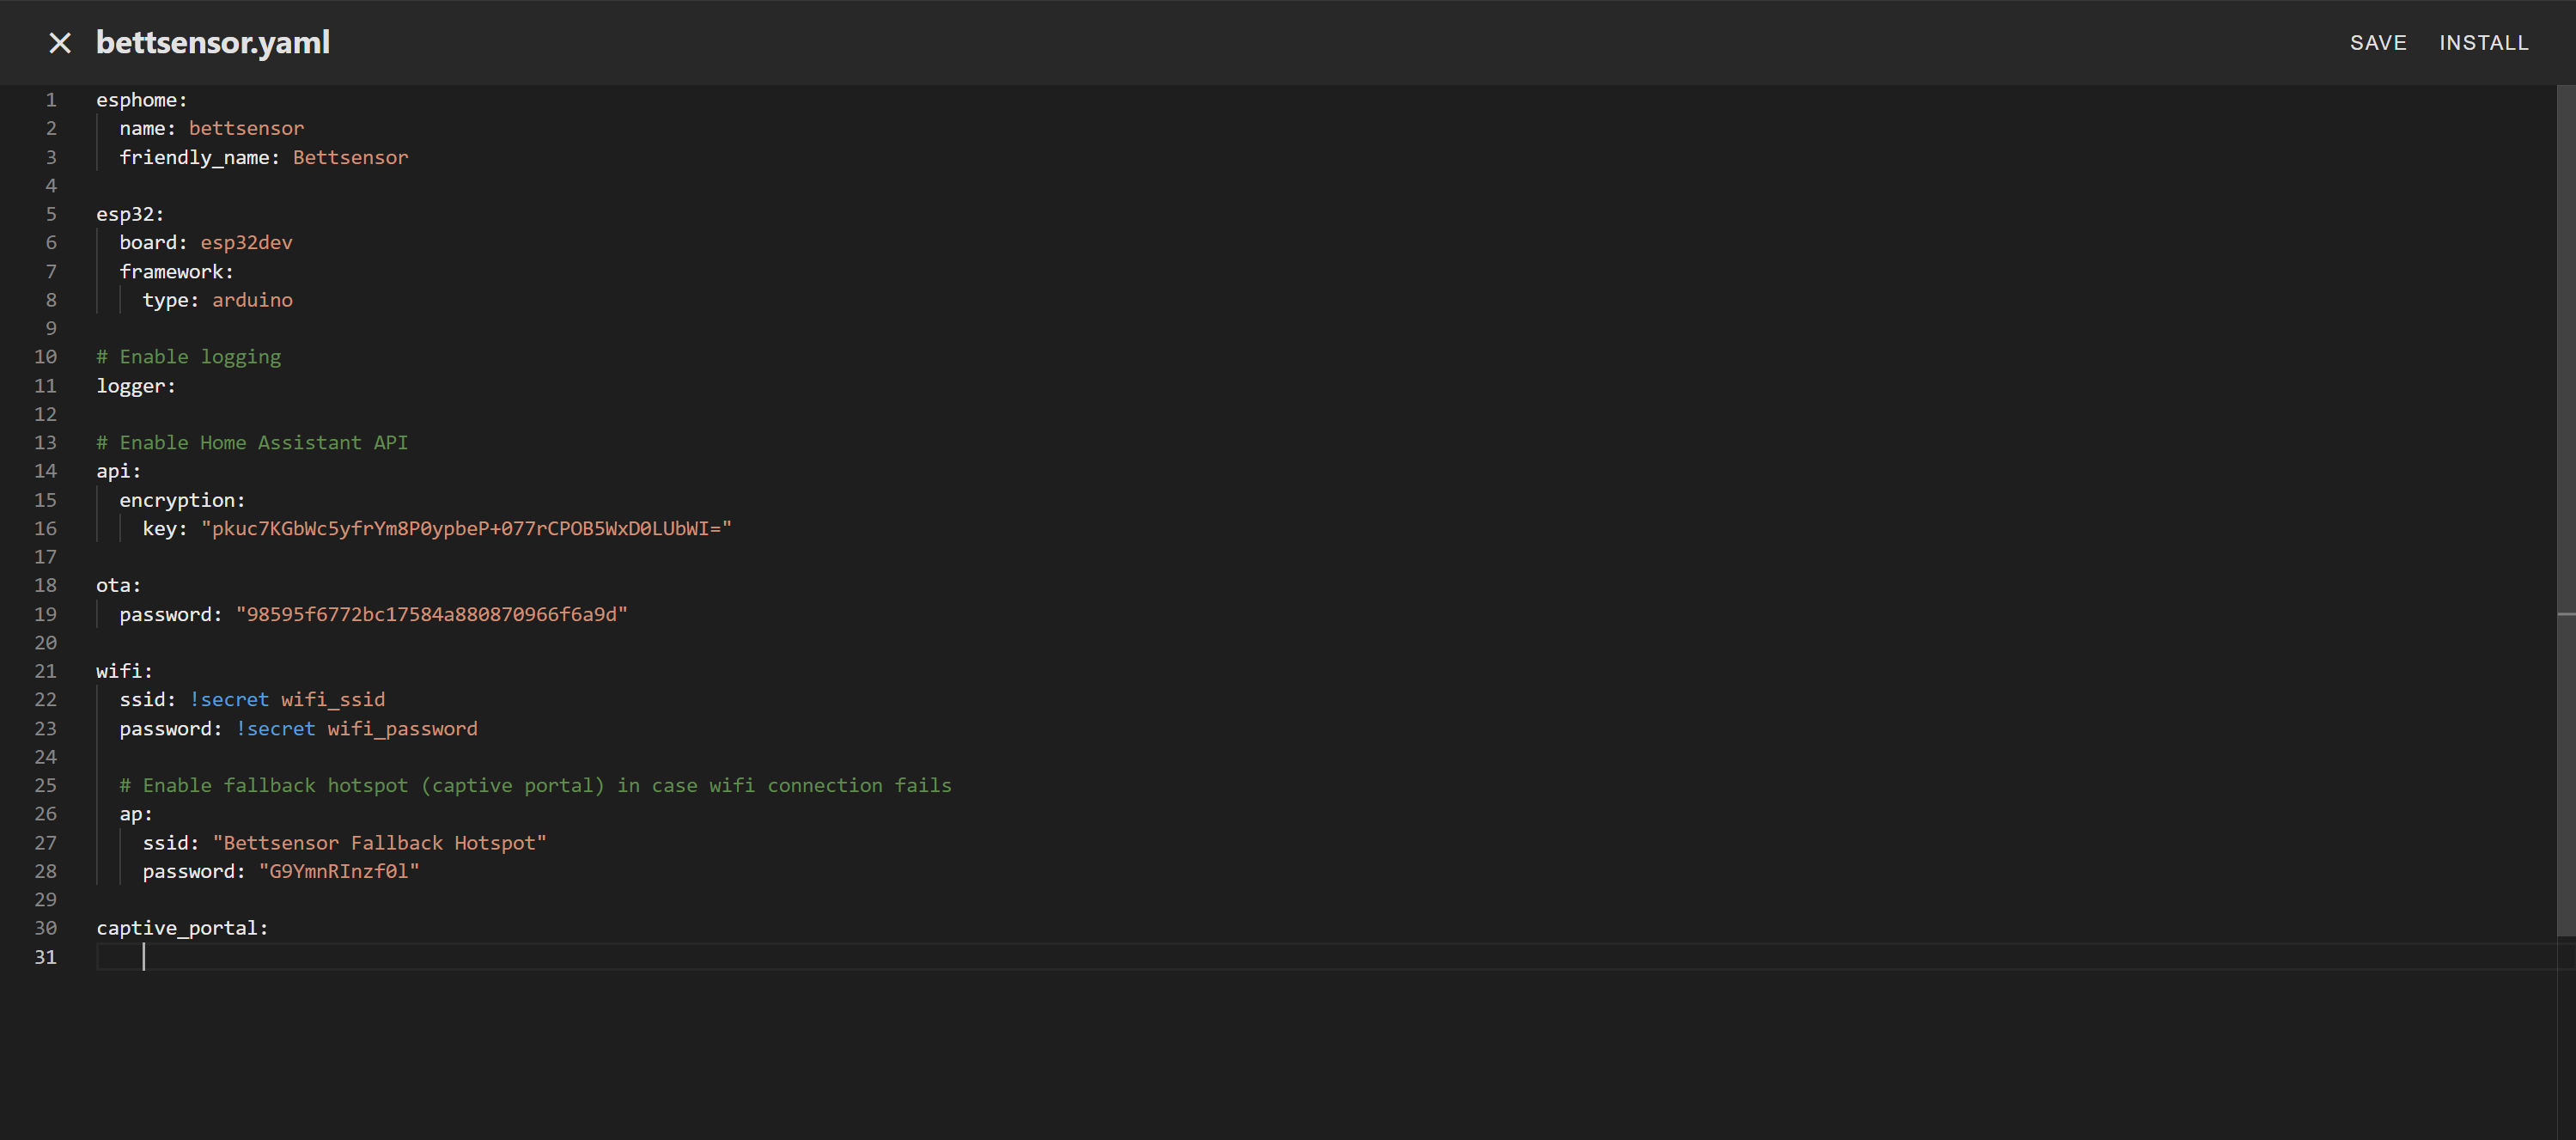 bettsensor.yaml
SAVE INSTALL
1 esphome:
2 name: bettsensor
3 friendly_name: Bettsensor
4
5 esp32:
6 board: esp32dev
7 framework:
8 type: arduino
9
10 # Enable logging
11 logger:
12
13 # Enable Home Assistant API
14 api:
15 encryption:
16 key: "pkuc7KGbWc5yfrYm8P0ypbeP+077rCPOB5WxD0LUbWI="
17
18 ota:
19 password: "98595f6772bc17584a880870966f6a9d"
20
21 wifi:
22 ssid: !secret wifi_ssid
23 password: !secret wifi_password
24
25 # Enable fallback hotspot (captive portal) in case wifi connection fails
26 ap:
27 ssid: "Bettsensor Fallback Hotspot"
28 password: "G9YmnRInzf0l"
29
30 captive_portal:
31